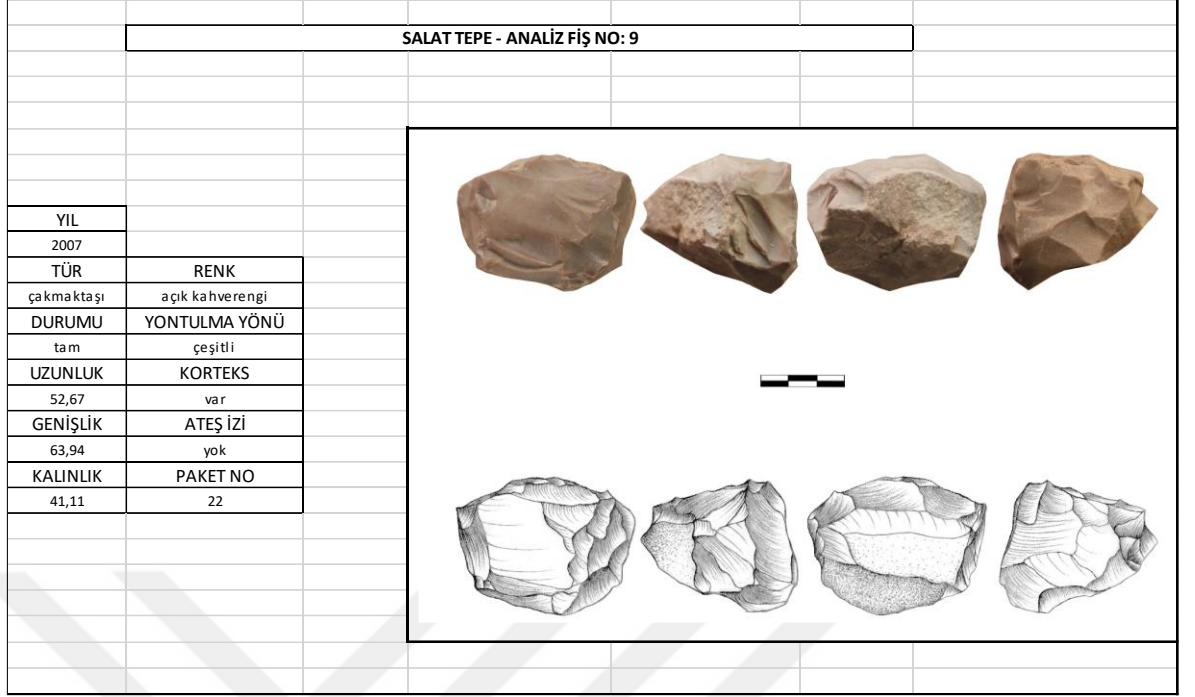 SALAT TEPE - ANALİZ FİŞ NO: 9
YIL
2007
TÜR RENK
çakmaktaşı açık kahverengi
DURUMU YONTULMA YÖNÜ
tam çeşitli
UZUNLUK KORTEKS
52,67 var
GENİŞLİK ATEŞ İZİ
63,94 yok
KALINLIK PAKET NO
41,11 22